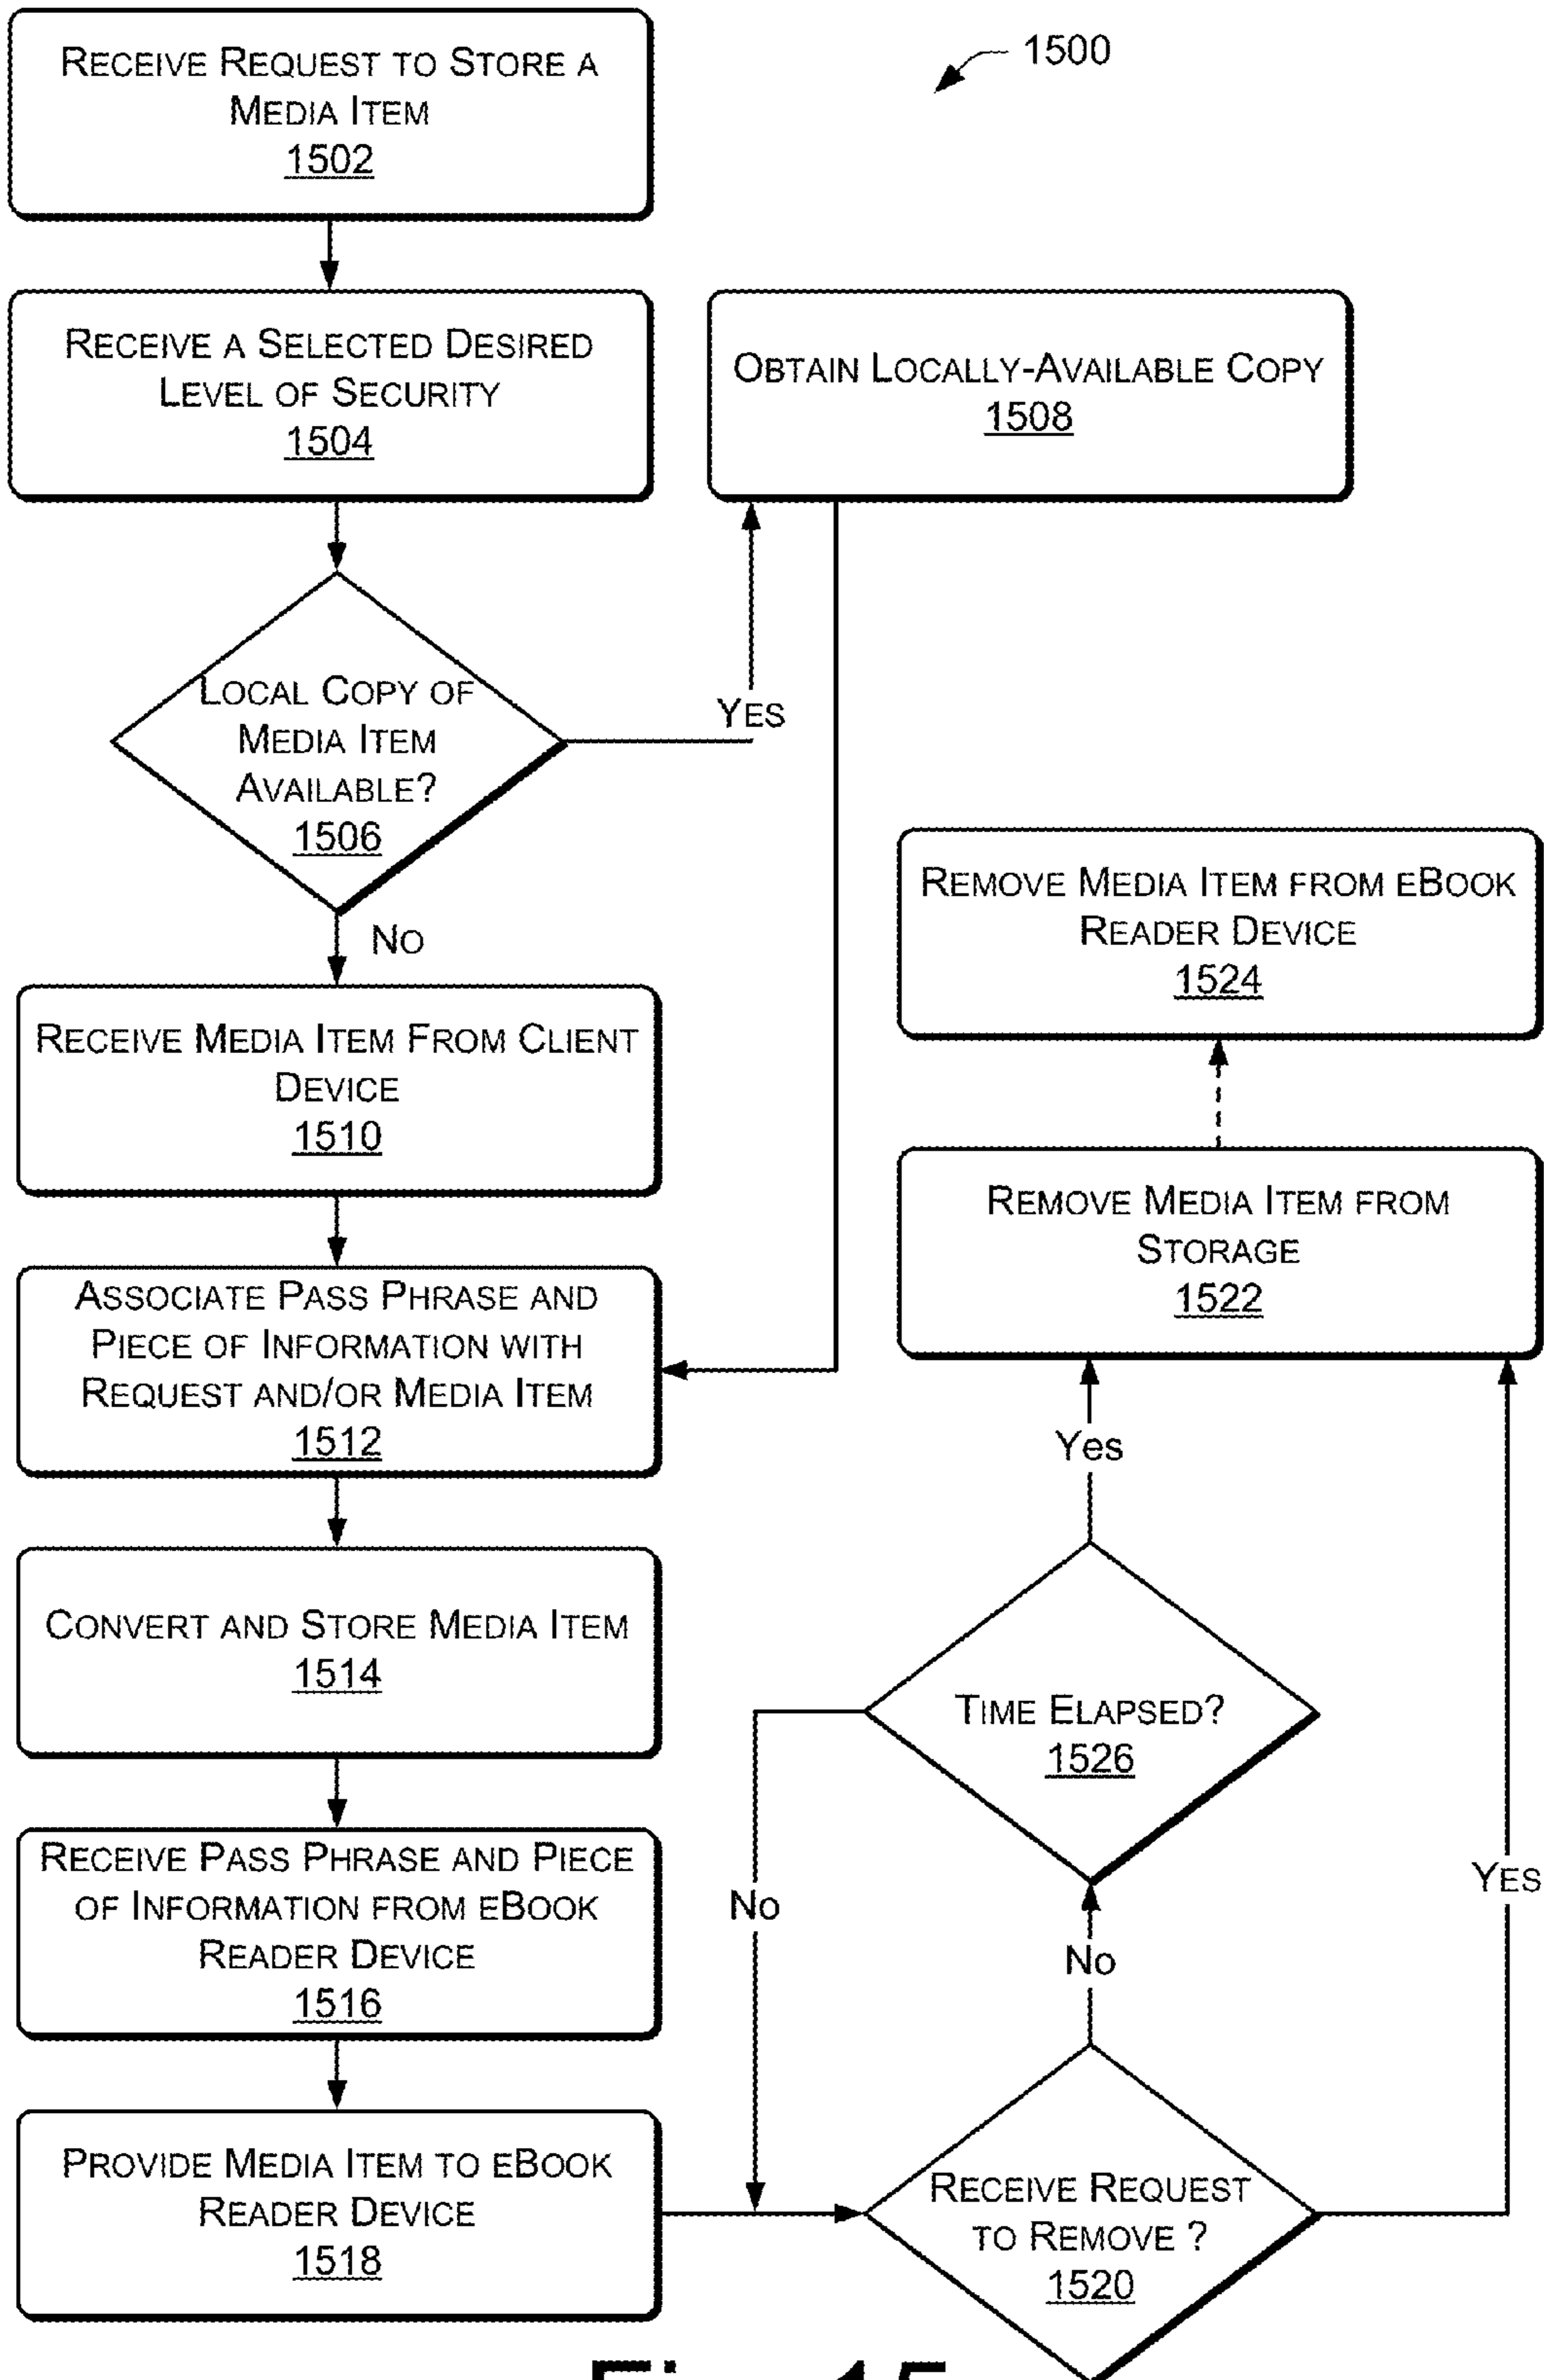 1500
RECEIVE REQUEST TO STORE A
MEDIA ITEM
1502
RECEIVE A SELECTED DESIRED
LEVEL OF SECURITY
1504
OBTAIN LOCALLY-AVAILABLE COPY
1508
LOCAL COPY OF
MEDIA ITEM
AVAILABLE?
1506
YES
NO
RECEIVE MEDIA ITEM FROM CLIENT
DEVICE
1510
ASSOCIATE PASS PHRASE AND
PIECE OF INFORMATION WITH
REQUEST AND/OR MEDIA ITEM
1512
CONVERT AND STORE MEDIA ITEM
1514
RECEIVE PASS PHRASE AND PIECE
OF INFORMATION FROM EBOOK
READER DEVICE
1516
PROVIDE MEDIA ITEM TO EBOOK
READER DEVICE
1518
RECEIVE REQUEST
TO REMOVE ?
1520
No
YES
TIME ELAPSED?
1526
No
Yes
REMOVE MEDIA ITEM FROM
STORAGE
1522
REMOVE MEDIA ITEM FROM EBOOK
READER DEVICE
1524